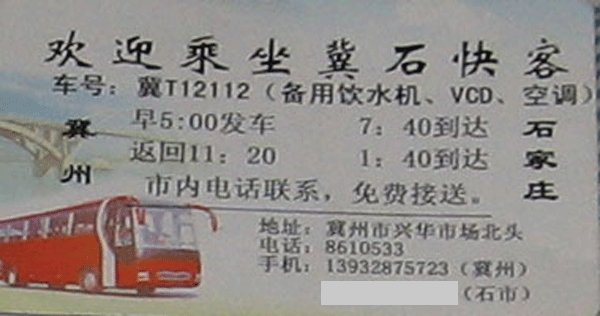 欢迎乘坐冀石快客
车号：冀T12112（备用饮水机、VCD、空调）
冀州
早5:00发车 7：40到达
返回11：20 1：40到达
石家庄
市内电话联系，免费接送。
地址：冀州市兴华市场北头
电话：8610533
手机：13932875723（冀州）
（石市）